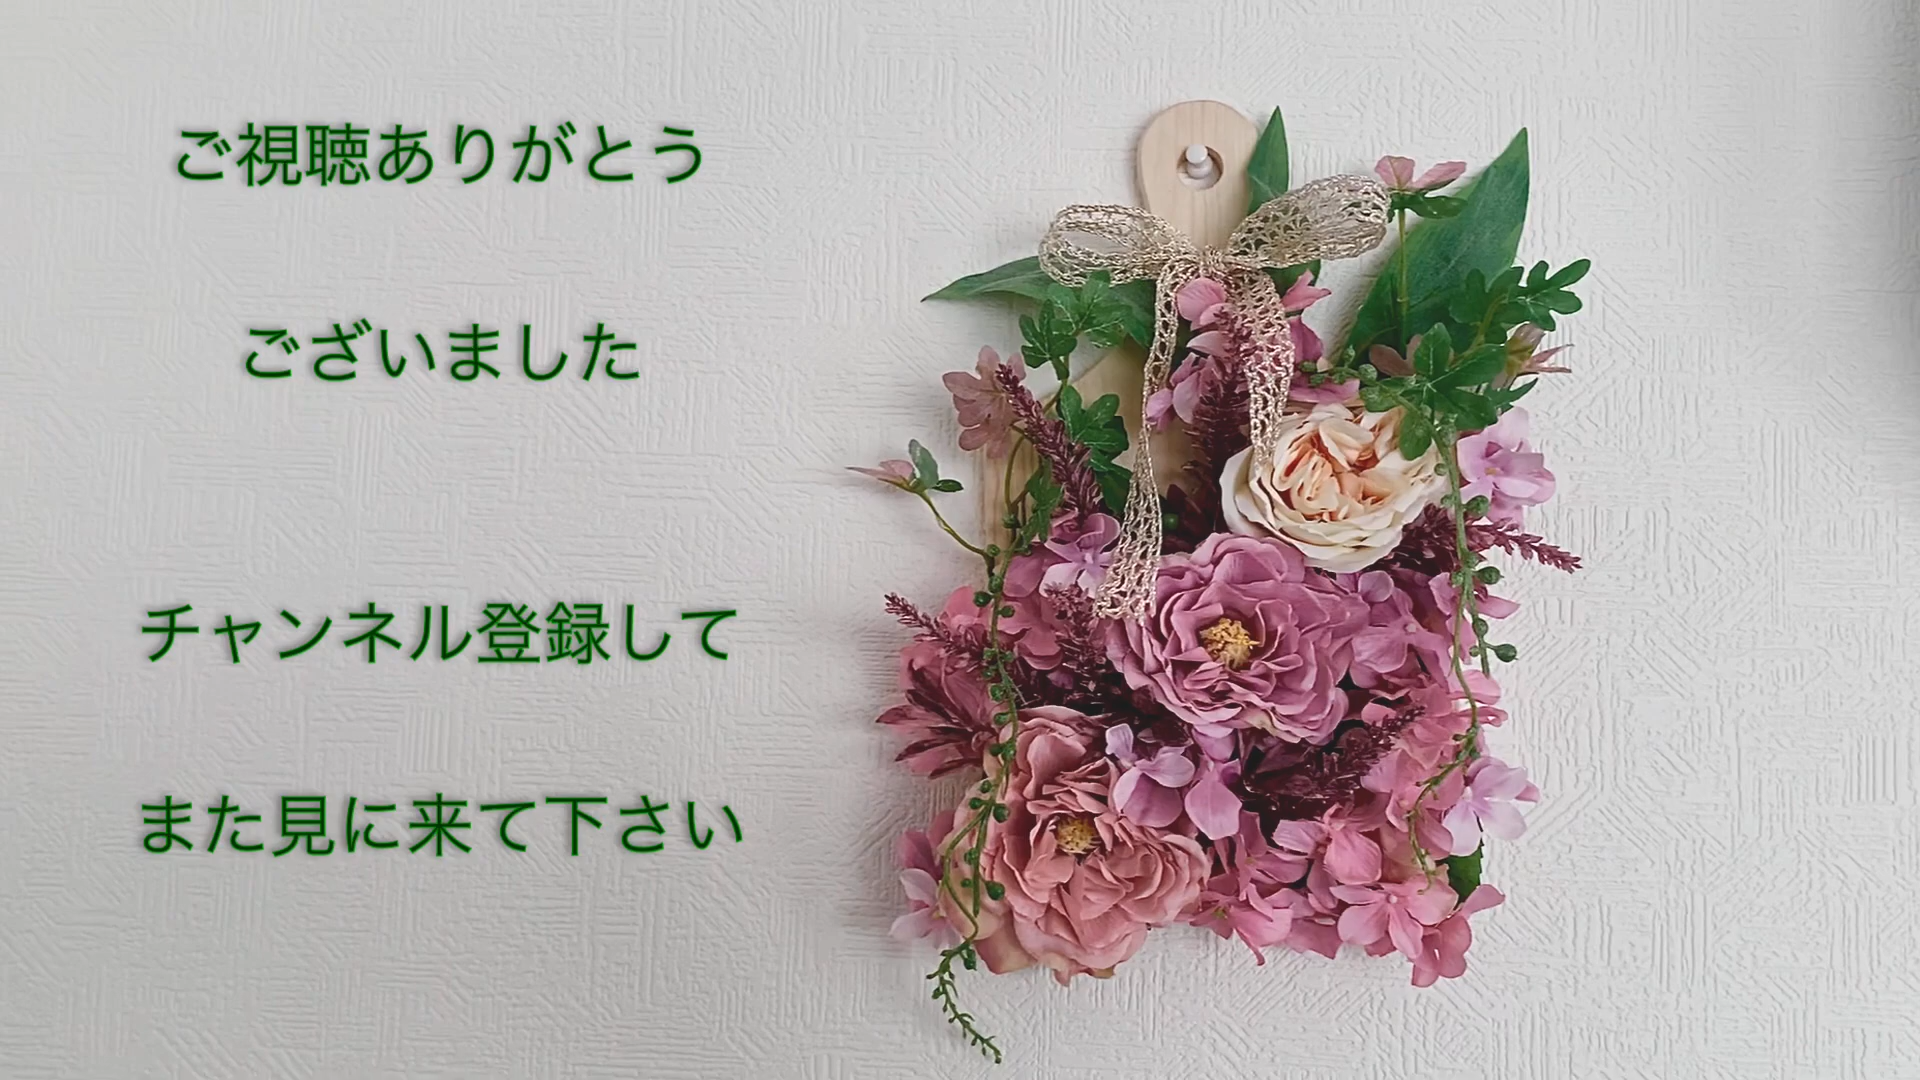 ご視聴ありがとう
ございました
チャンネル登録して
また見に来て下さい